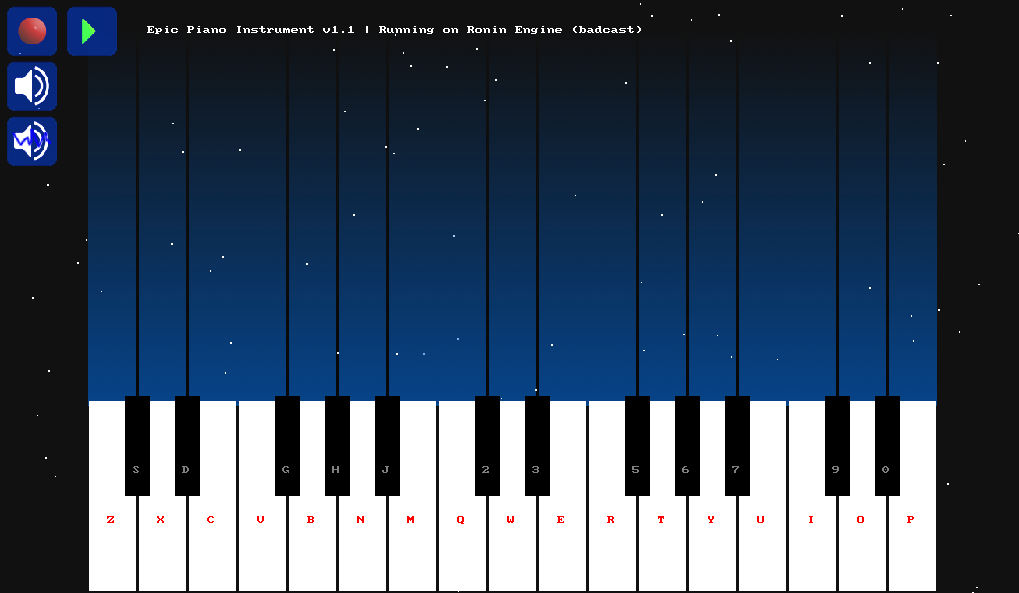 Epic Piano Instrument v1.1 | Running on Ronin Engine (badcast)
S D G H J 2 3 5 6 7 9 0
Z X C V B N M Q W E R T Y U I O P